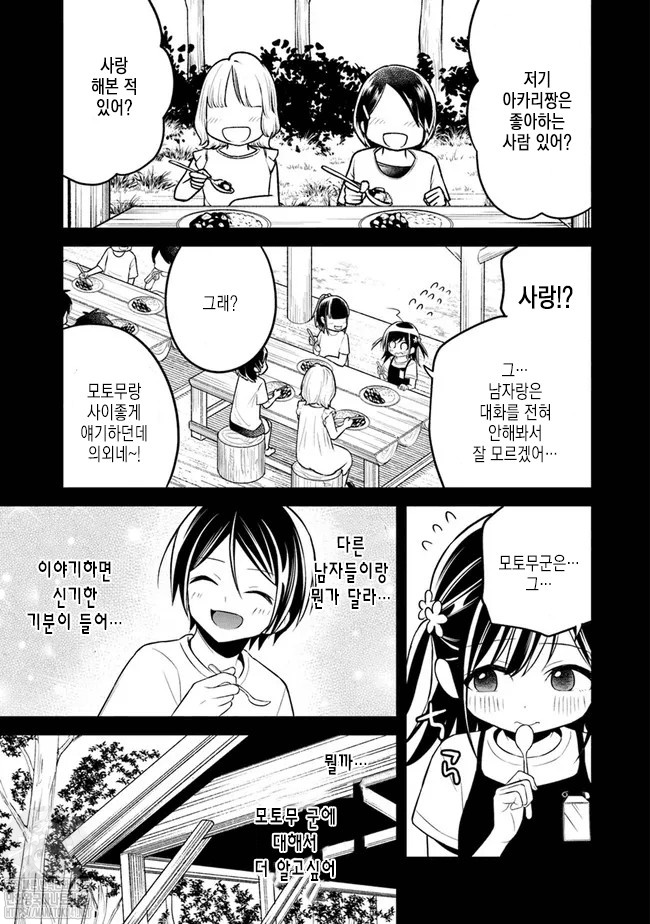 저기
아카리짱은
좋아하는
사람 있어?
사랑
해본 적
있어?
사랑!?
그…
남자랑은
대화를 전혀
안해봐서
잘 모르겠어…
그래?
모토무랑
사이좋게
얘기하던데
의외네~!
모토무군은…
그…
다른
남자들이랑
뭔가 달라…
이야기하면
신기한
기분이 들어…
뭘까…
모토무 군에
대해서
더 알고싶어